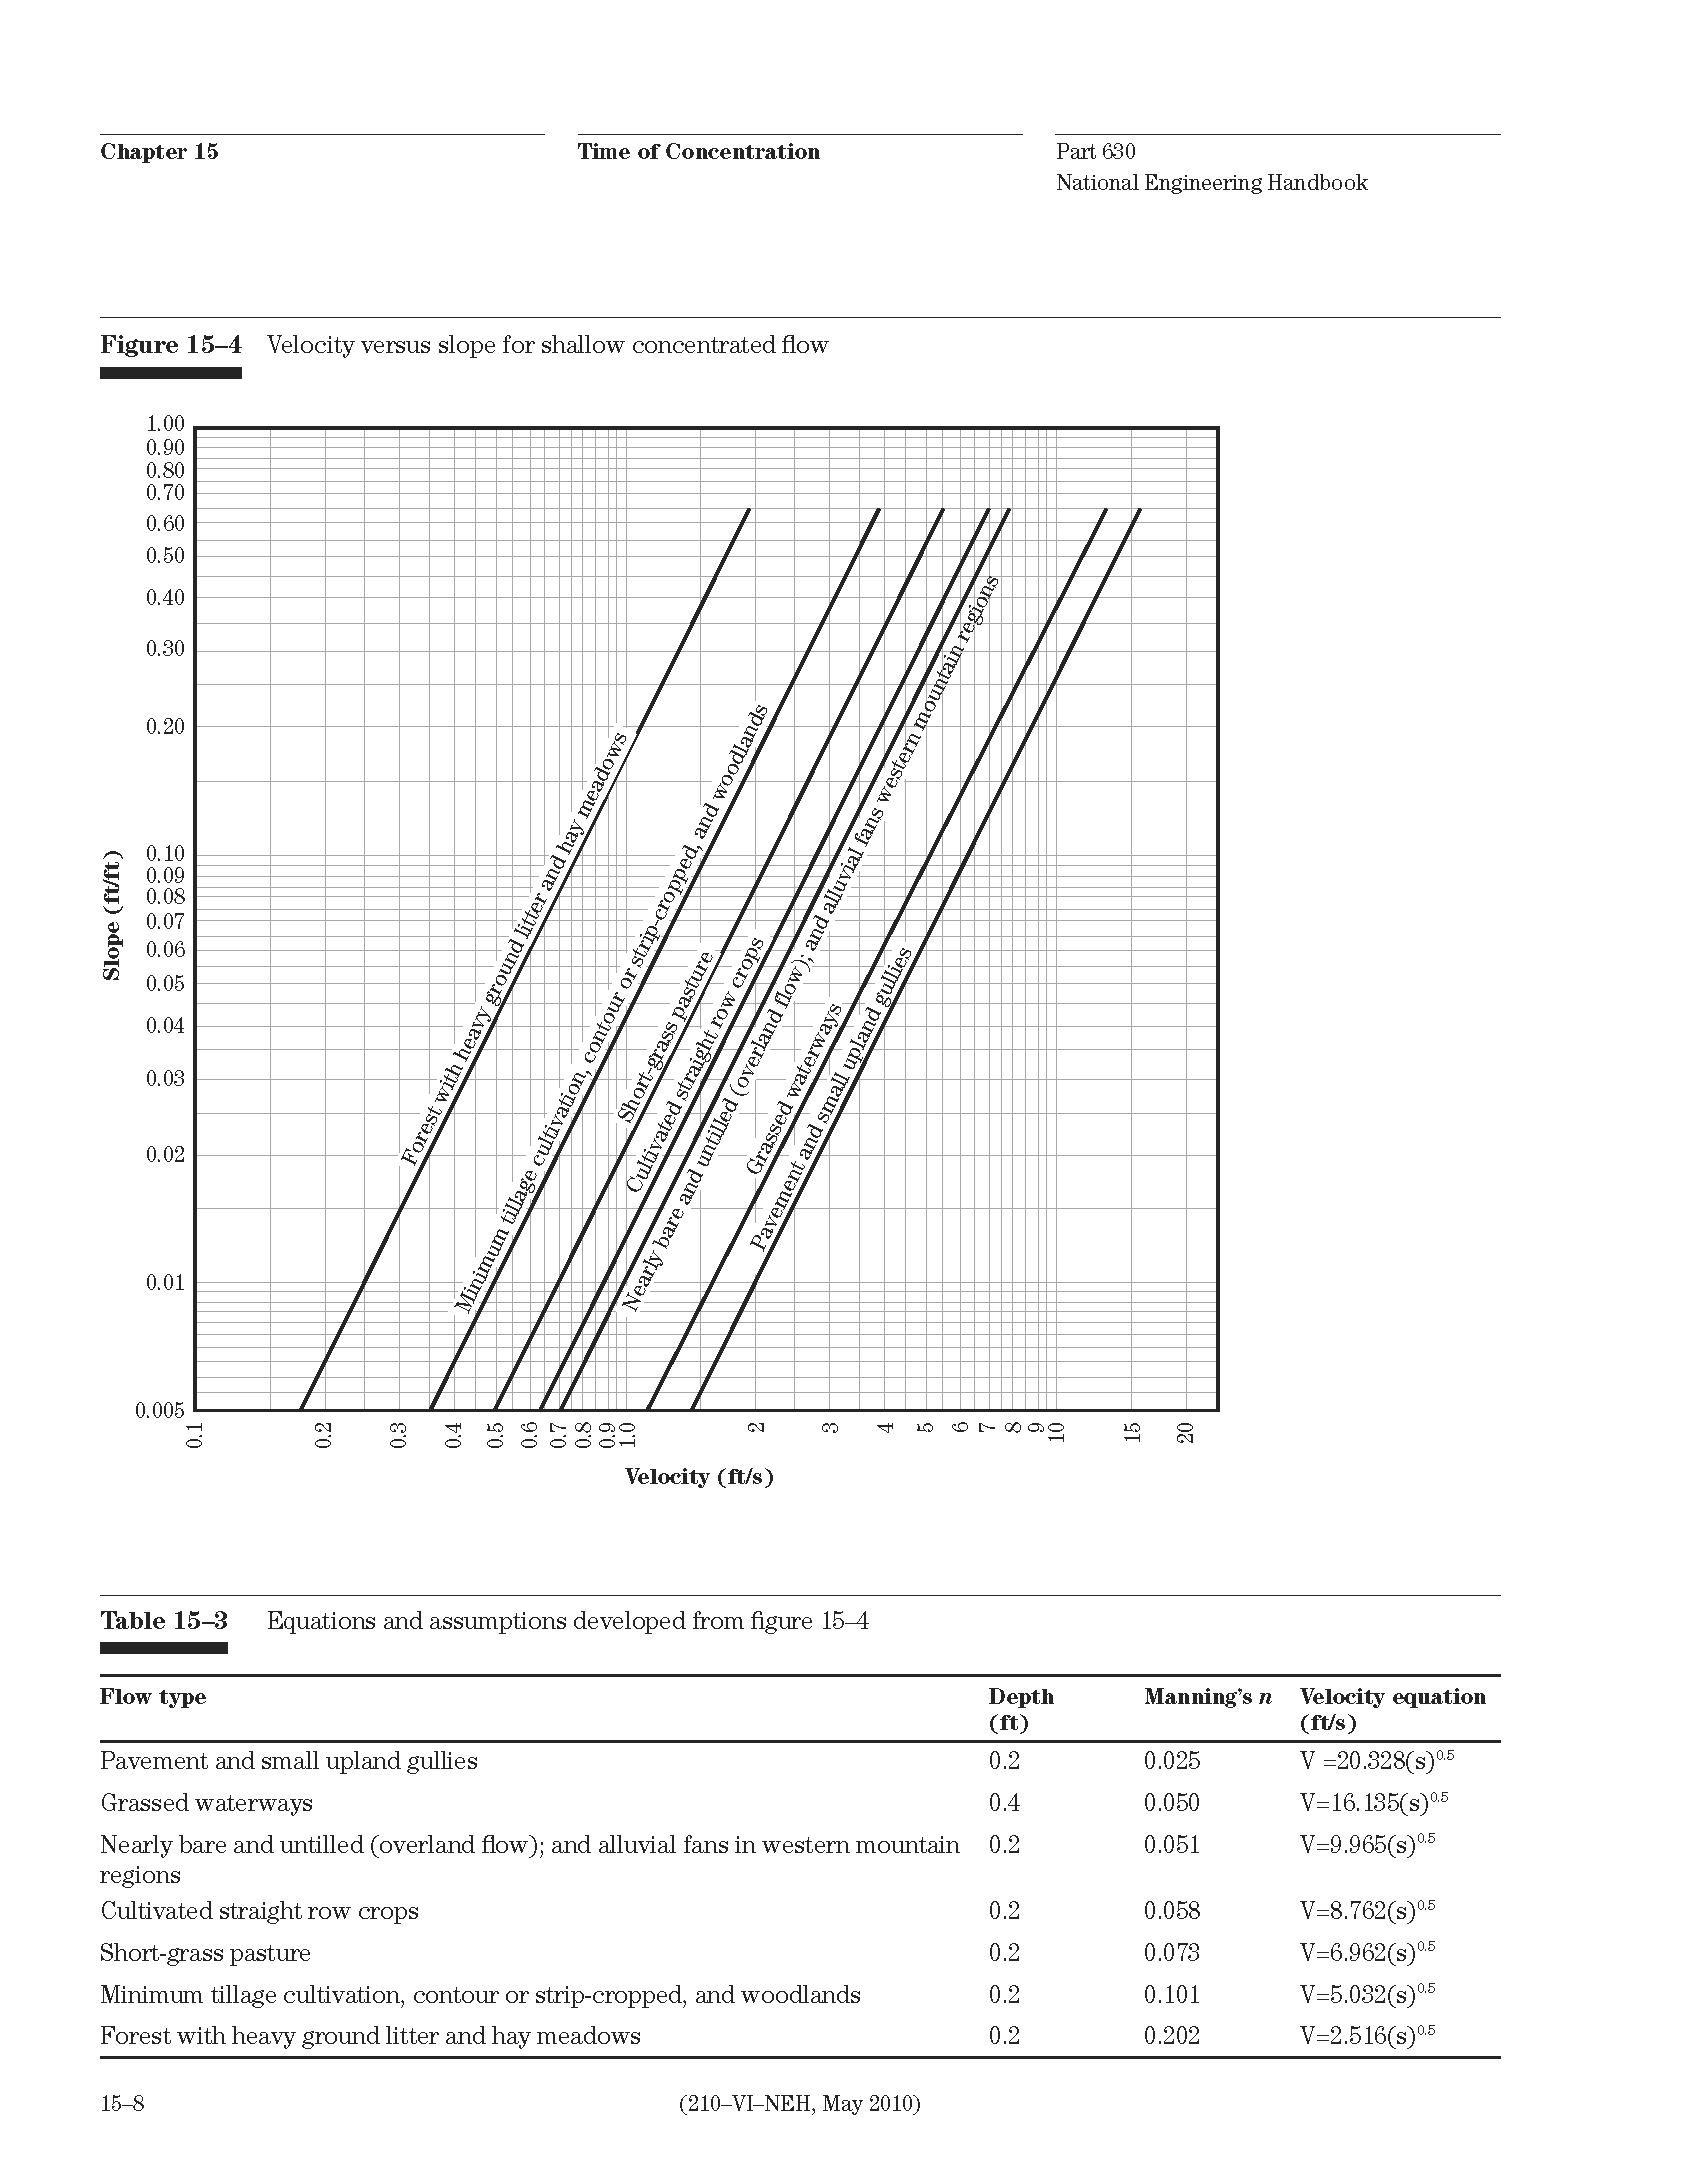 Chapter 15
Time of Concentration
Part 630
National Engineering Handbook
Figure 15–4 Velocity versus slope for shallow concentrated flow
1.00
0.90
0.80
0.70
0.60
0.50
0.40
0.30
0.20
0.10
0.09
0.08
0.07
0.06
0.05
0.04
0.03
0.02
0.01
0.005
Slope (ft/ft)
Forest with heavy ground litter and hay meadows
Minimum tillage cultivation, contour or strip-cropped, and woodlands
Short-grass pasture
Cultivated straight row crops
Nearly bare and untilled (overland flow); and alluvial fans western mountain regions
Grassed waterways
Pavement and small upland gullies
0.1 0.2 0.3 0.4 0.5 0.6 0.7 0.8 0.9 1.0 2 3 4 5 6 7 8 9 10 15 20
Velocity (ft/s)
Table 15–3 Equations and assumptions developed from figure 15–4
Flow type Depth Manning's n Velocity equation
(ft) (ft/s)
Pavement and small upland gullies 0.2 0.025 V =20.328(s)^0.5
Grassed waterways 0.4 0.050 V=16.135(s)^0.5
Nearly bare and untilled (overland flow); and alluvial fans in western mountain 0.2 0.051 V=9.965(s)^0.5
regions
Cultivated straight row crops 0.2 0.058 V=8.762(s)^0.5
Short-grass pasture 0.2 0.073 V=6.962(s)^0.5
Minimum tillage cultivation, contour or strip-cropped, and woodlands 0.2 0.101 V=5.032(s)^0.5
Forest with heavy ground litter and hay meadows 0.2 0.202 V=2.516(s)^0.5
15–8 (210–VI–NEH, May 2010)